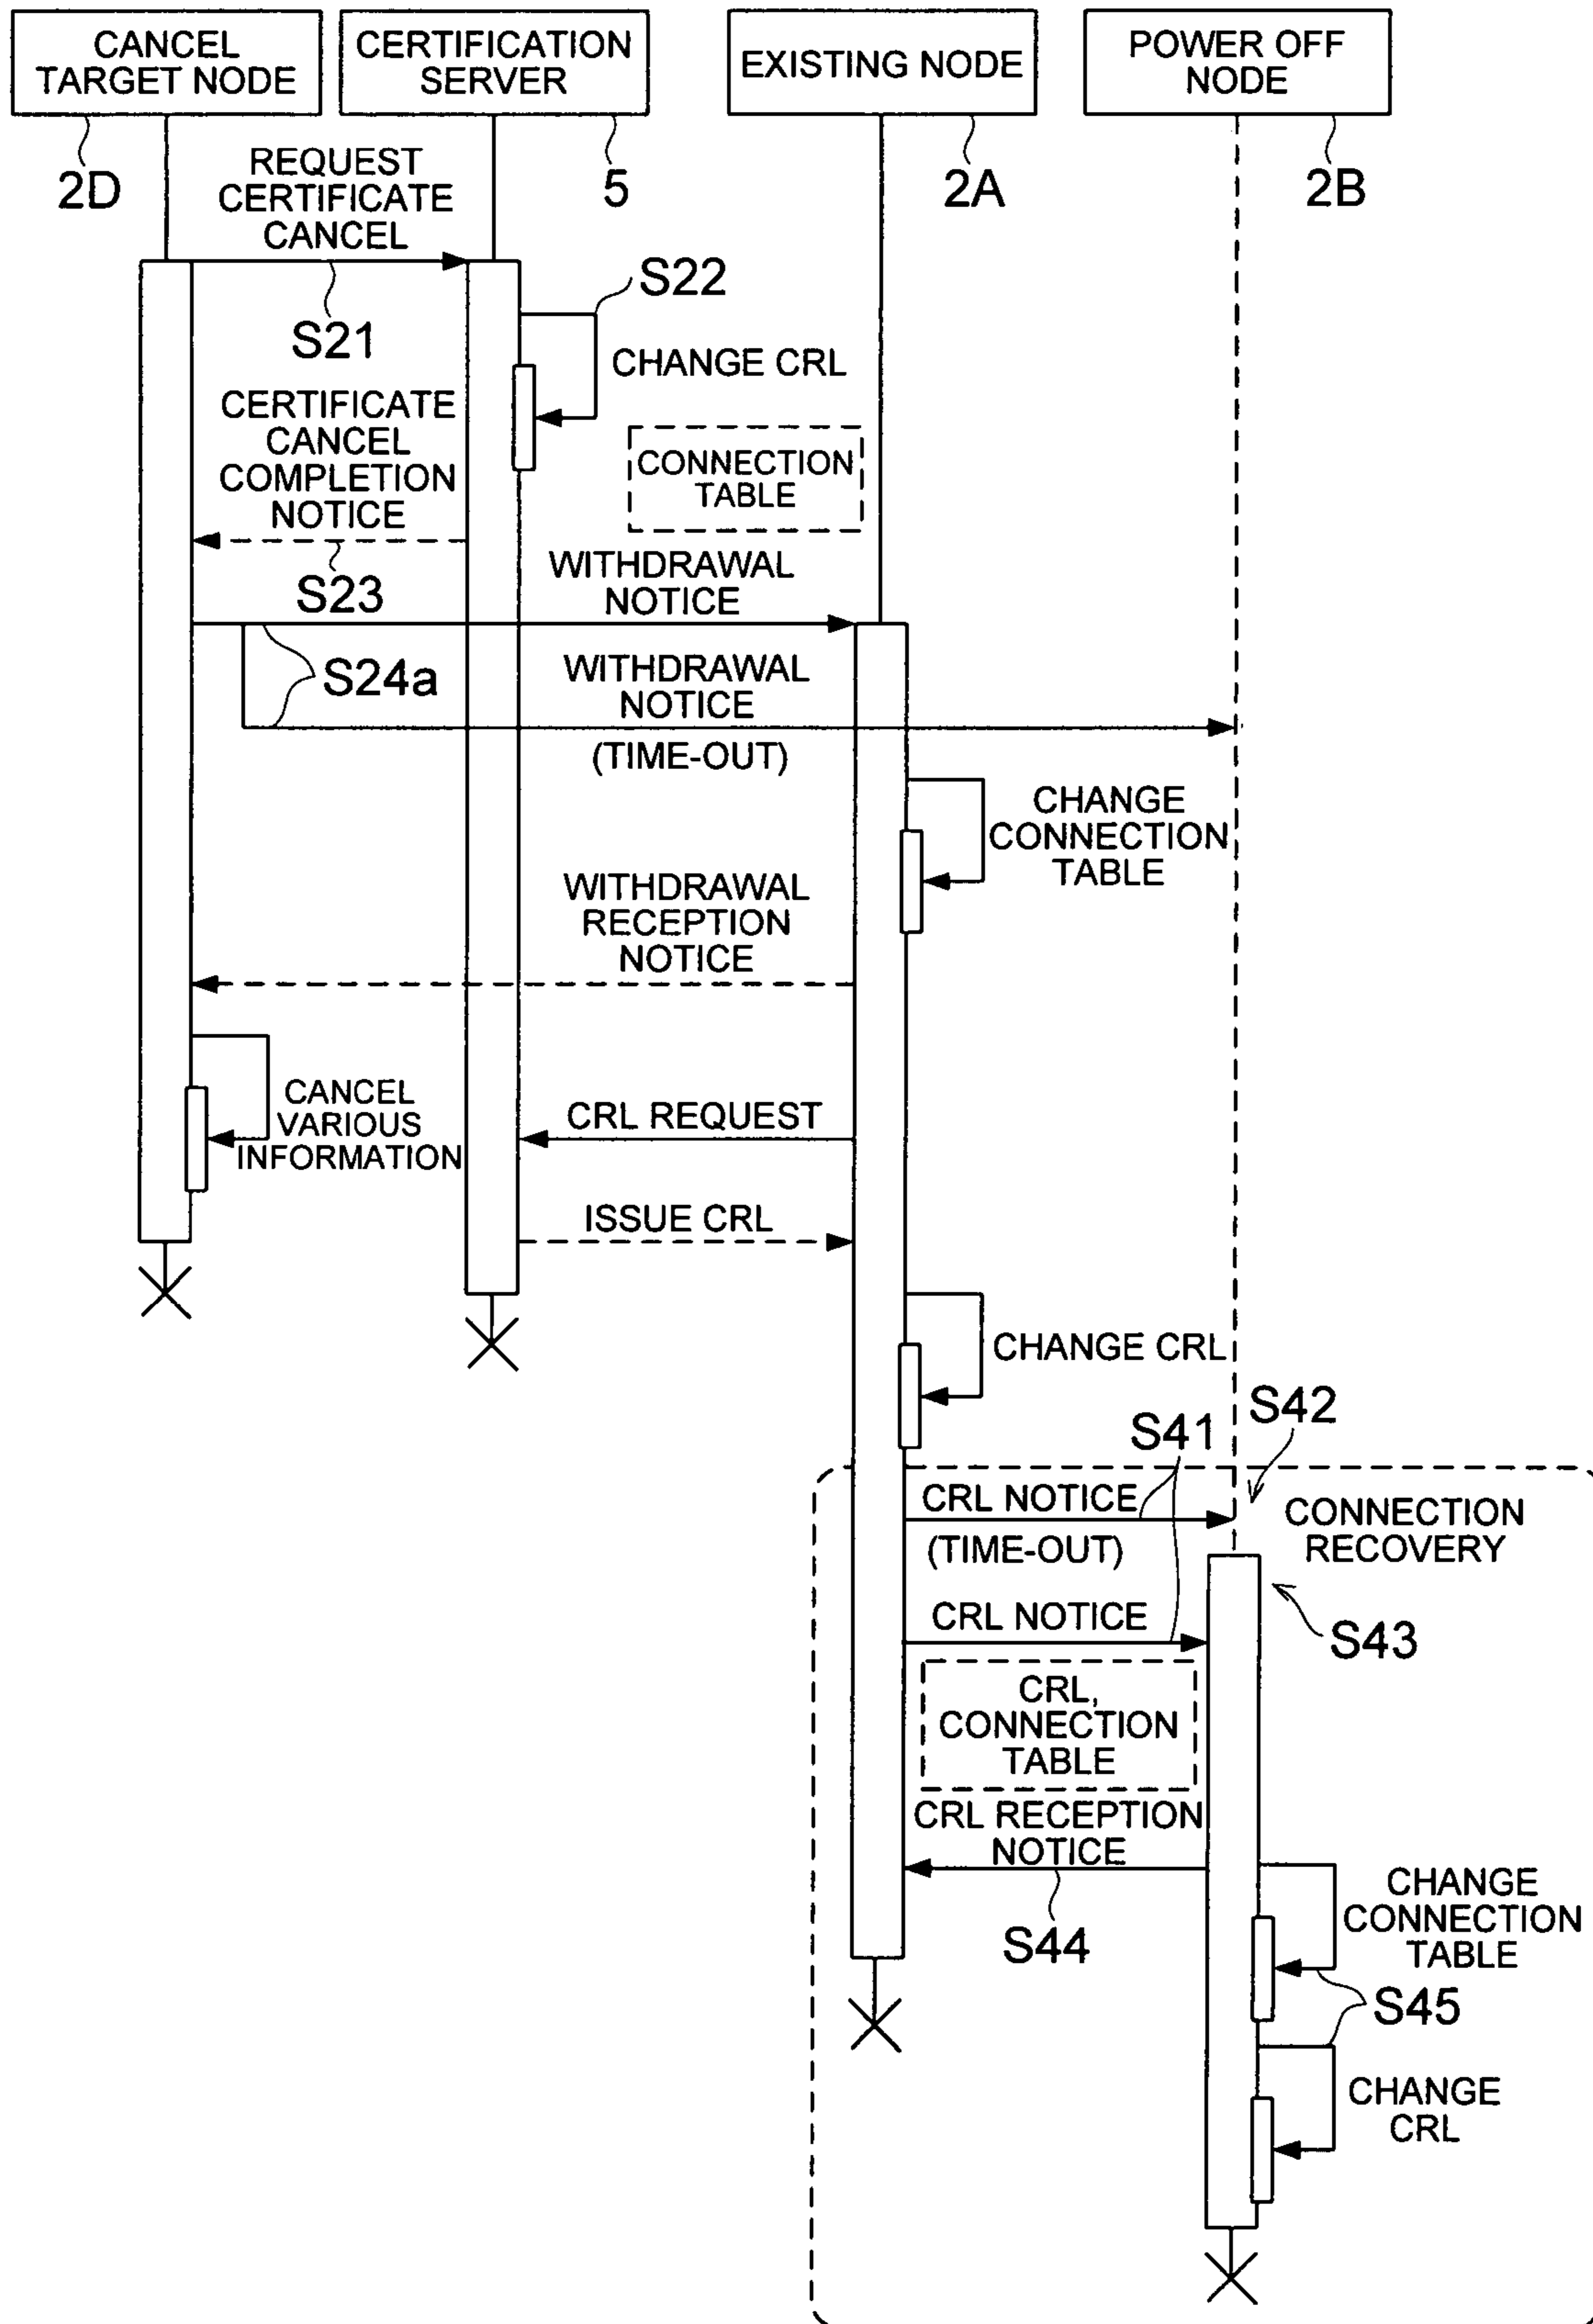 CANCEL
TARGET NODE
CERTIFICATION
SERVER
EXISTING NODE
POWER OFF
NODE
2D
5
2A
2B
REQUEST
CERTIFICATE
CANCEL
S21
S22
CHANGE CRL
CERTIFICATE
CANCEL
COMPLETION
NOTICE
CONNECTION
TABLE
S23
WITHDRAWAL
NOTICE
S24a
WITHDRAWAL
NOTICE
(TIME-OUT)
CHANGE
CONNECTION
TABLE
WITHDRAWAL
RECEPTION
NOTICE
CANCEL
VARIOUS
INFORMATION
CRL REQUEST
ISSUE CRL
CHANGE CRL
S41
S42
CRL NOTICE
(TIME-OUT)
CONNECTION
RECOVERY
CRL NOTICE
S43
CRL,
CONNECTION
TABLE
CRL RECEPTION
NOTICE
S44
CHANGE
CONNECTION
TABLE
S45
CHANGE
CRL